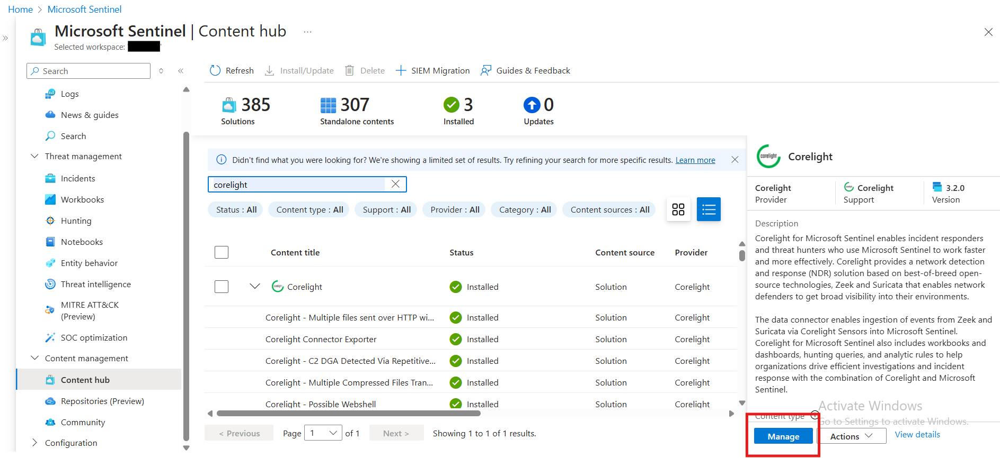 Home > Microsoft Sentinel
Microsoft Sentinel | Content hub ...
Selected workspace:
Search
Logs
News & guides
Search
Threat management
Incidents
Workbooks
Hunting
Notebooks
Entity behavior
Threat intelligence
MITRE ATT&CK
(Preview)
SOC optimization
Content management
Content hub
Repositories (Preview)
Community
Configuration
Refresh Install/Update Delete SIEM Migration Guides & Feedback
385 307 3 0
Solutions Standalone contents Installed Updates
Didn't find what you were looking for? We're showing a limited set of results. Try refining your search for more specific results. Learn more
corelight
Status : All Content type : All Support : All Provider : All Category : All Content sources : All
Content title Status Content source Provider
corelight Corelight Installed Solution Corelight
Corelight - Multiple files sent over HTTP wi... Installed Solution Corelight
Corelight Connector Exporter Installed Solution Corelight
Corelight - C2 DGA Detected Via Repetitive... Installed Solution Corelight
Corelight - Multiple Compressed Files Tran... Installed Solution Corelight
Corelight - Possible Webshell Installed Solution Corelight
< Previous Page 1 of 1 Next > Showing 1 to 1 of 1 results.
corelight Corelight
Corelight corelight Corelight 3.2.0
Provider Support Version
Description
Corelight for Microsoft Sentinel enables incident responders
and threat hunters who use Microsoft Sentinel to work faster
and more effectively. Corelight provides a network detection
and response (NDR) solution based on best-of-breed open-
source technologies, Zeek and Suricata that enables network
defenders to get broad visibility into their environments.
The data connector enables ingestion of events from Zeek and
Suricata via Corelight Sensors into Microsoft Sentinel.
Corelight for Microsoft Sentinel also includes workbooks and
dashboards, hunting queries, and analytic rules to help
organizations drive efficient investigations and incident
response with the combination of Corelight and Microsoft
Sentinel.
Activate Windows
Content type
Go to Settings to activate Windows.
Manage Actions View details